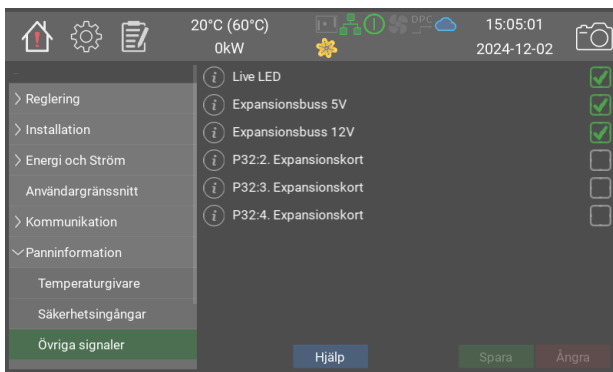 20°C (60°C)
0kW
DPC
15:05:01
2024-12-02
Reglering
Installation
Energi och Ström
Användargränssnitt
Kommunikation
Panninformation
Temperaturgivare
Säkerhetsingångar
Övriga signaler
Live LED
Expansionsbuss 5V
Expansionsbuss 12V
P32:2. Expansionskort
P32:3. Expansionskort
P32:4. Expansionskort
Hjälp
Spara
Ångra